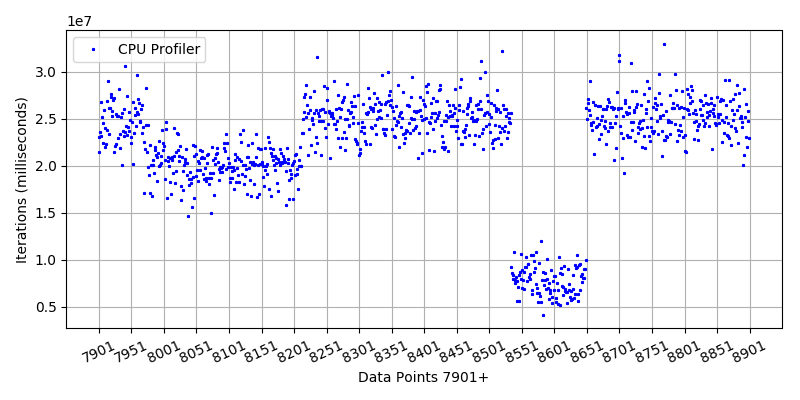 1e7
CPU Profiler
3.0
2.5
2.0
1.5
1.0
0.5
Iterations (milliseconds)
7901 7951 8001 8051 8101 8151 8201 8251 8301 8351 8401 8451 8501 8551 8601 8651 8701 8751 8801 8851 8901
Data Points 7901+